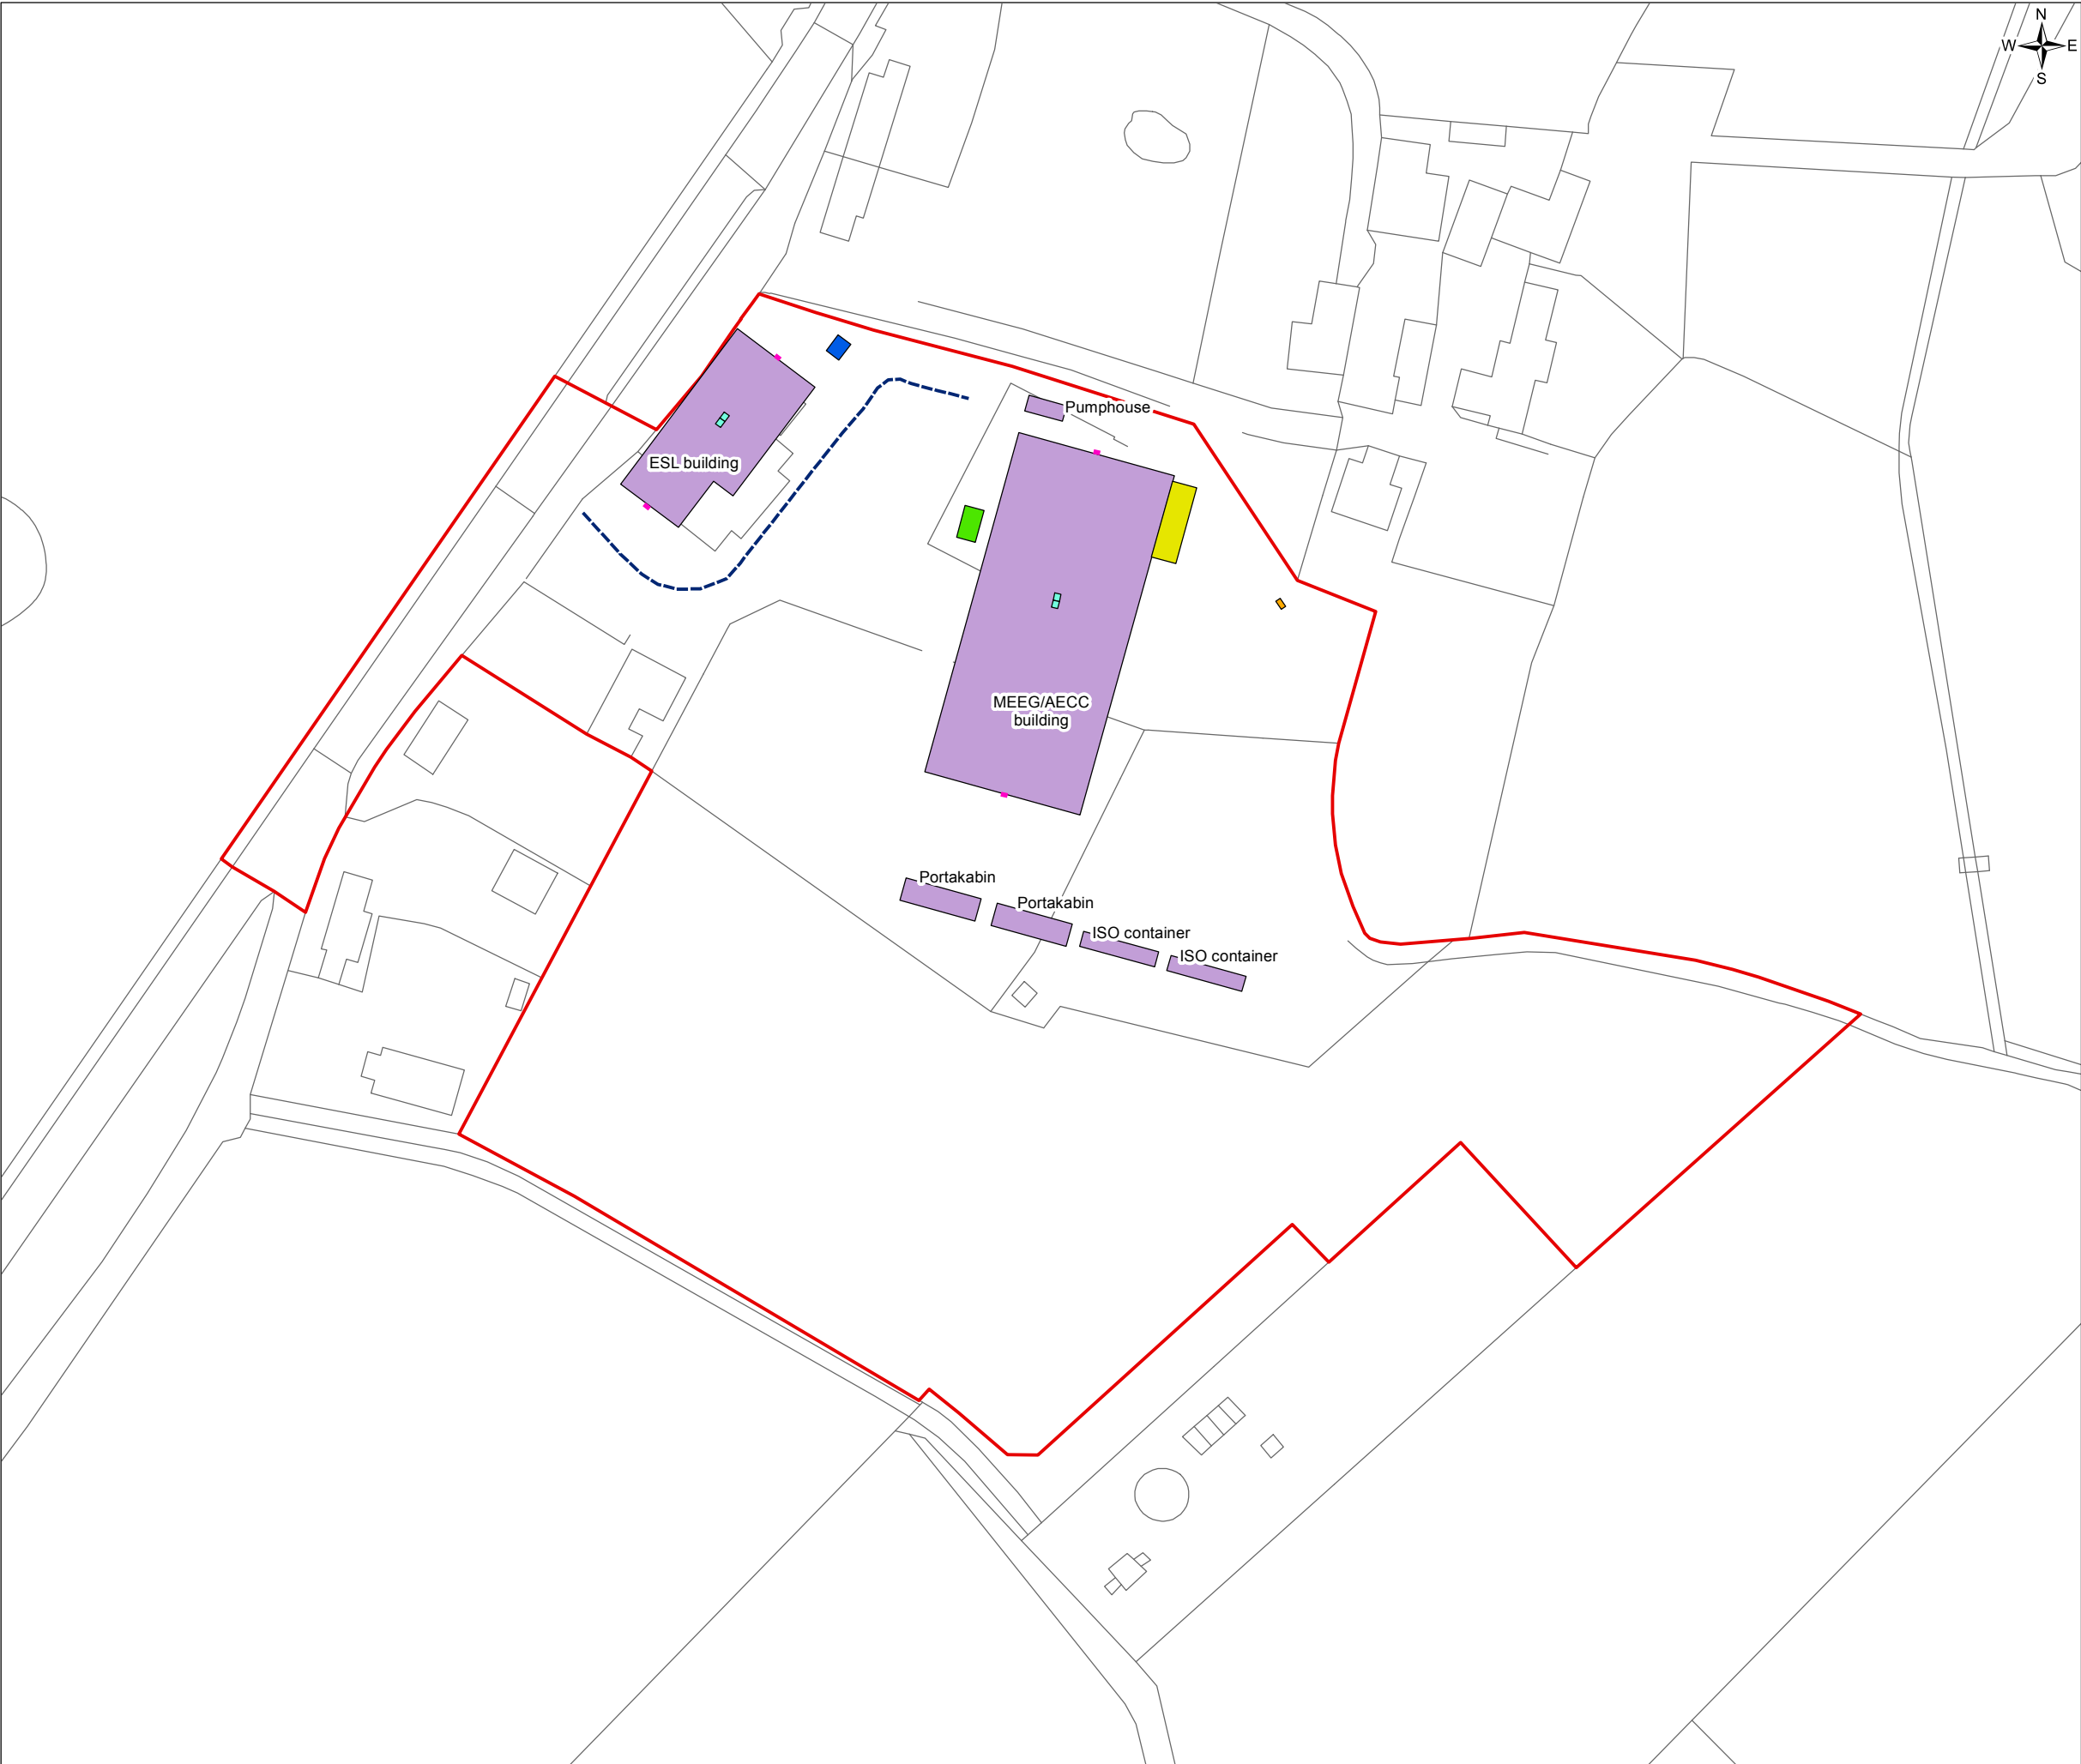 N
W E
S
Pumphouse
ESL building
MEEG/AECC
building
Portakabin
Portakabin
ISO container
ISO container